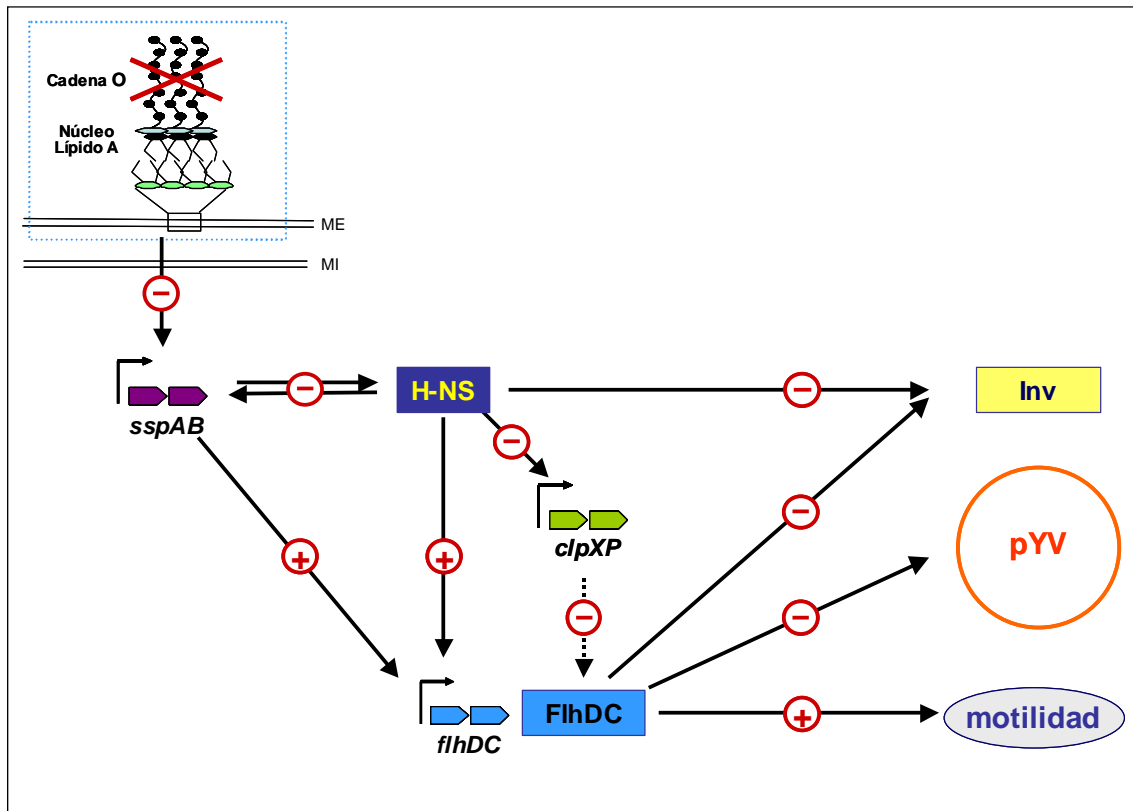 Cadena O
Núcleo
Lípido A
ME
MI
−
sspAB
−
H-NS
−
Inv
−
clpXP
−
pYV
+
+
−
−
flhDC
FlhDC
+
motilidad